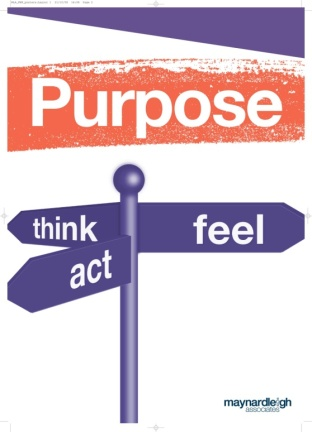 Purpose
think
feel
act
maynardleigh
associates